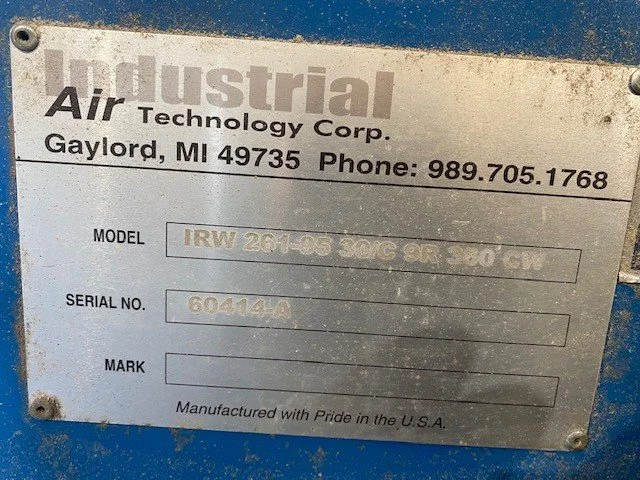 Industrial
Air Technology Corp.
Gaylord, MI 49735 Phone: 989.705.1768
MODEL IRW 261-95 30/C 9R 360 CW
SERIAL NO. 60414-A
MARK
Manufactured with Pride in the U.S.A.